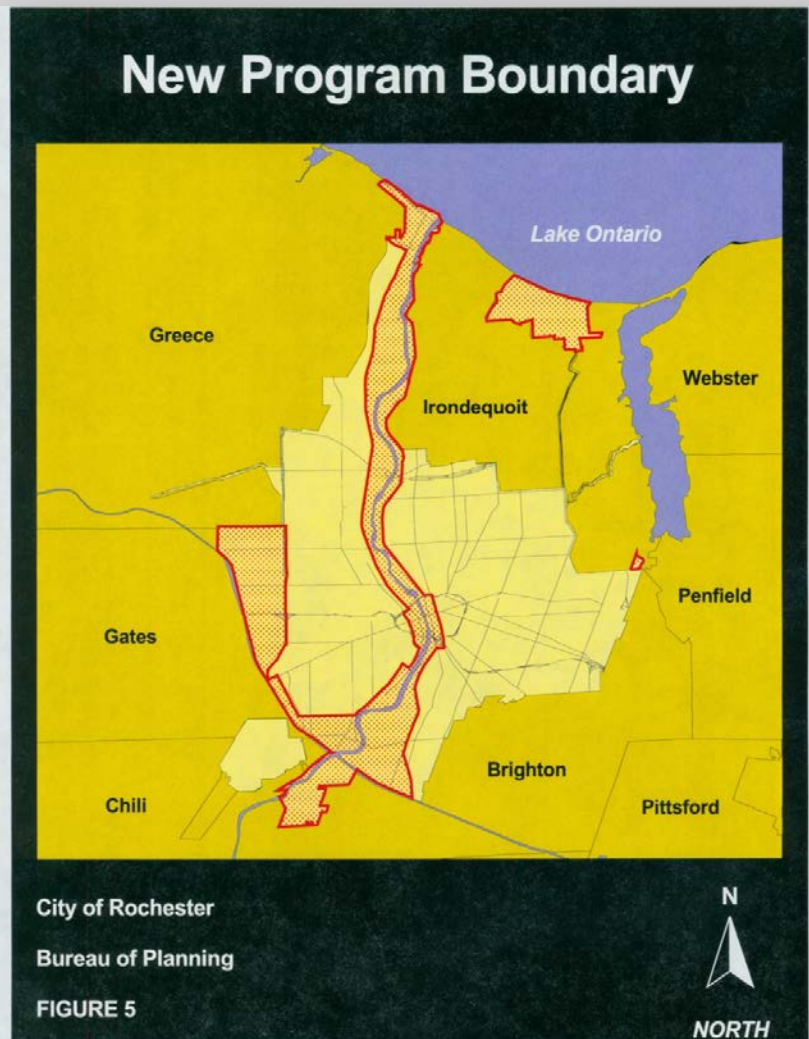 New Program Boundary
Lake Ontario
Greece
Webster
Irondequoit
Penfield
Gates
Brighton
Chili
Pittsford
City of Rochester
Bureau of Planning
FIGURE 5
N
NORTH